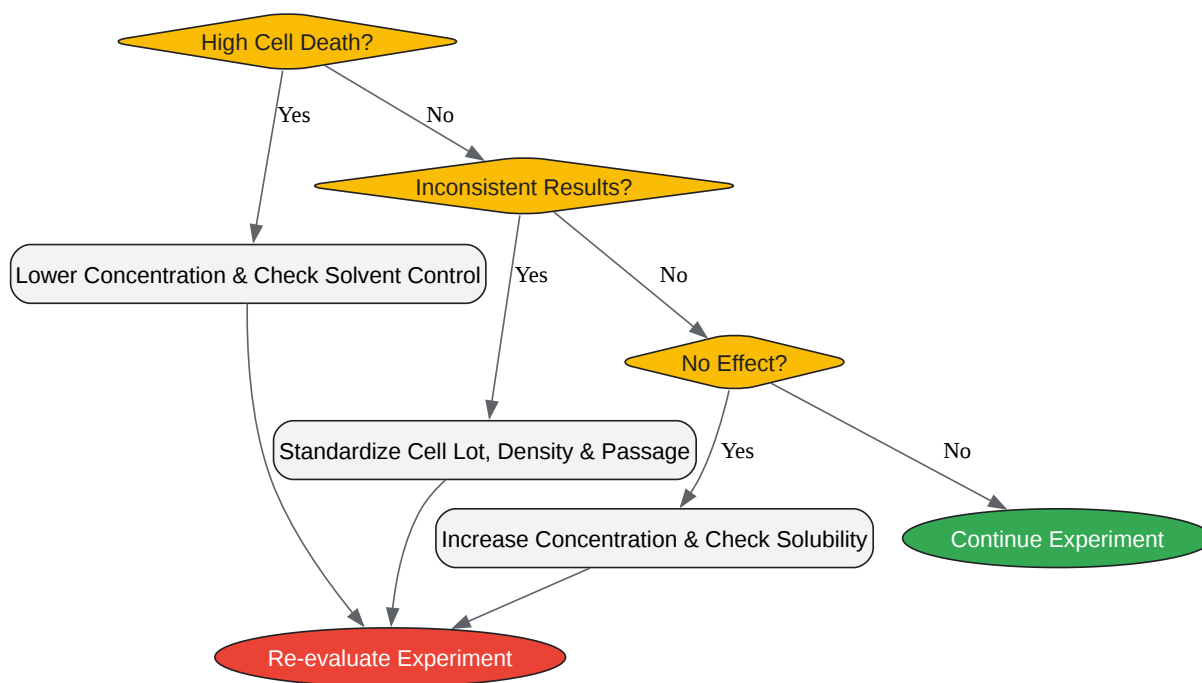 High Cell Death?
Yes
No
Inconsistent Results?
Lower Concentration & Check Solvent Control
Yes
No
No Effect?
Standardize Cell Lot, Density & Passage
Yes
No
Increase Concentration & Check Solubility
Continue Experiment
Re-evaluate Experiment